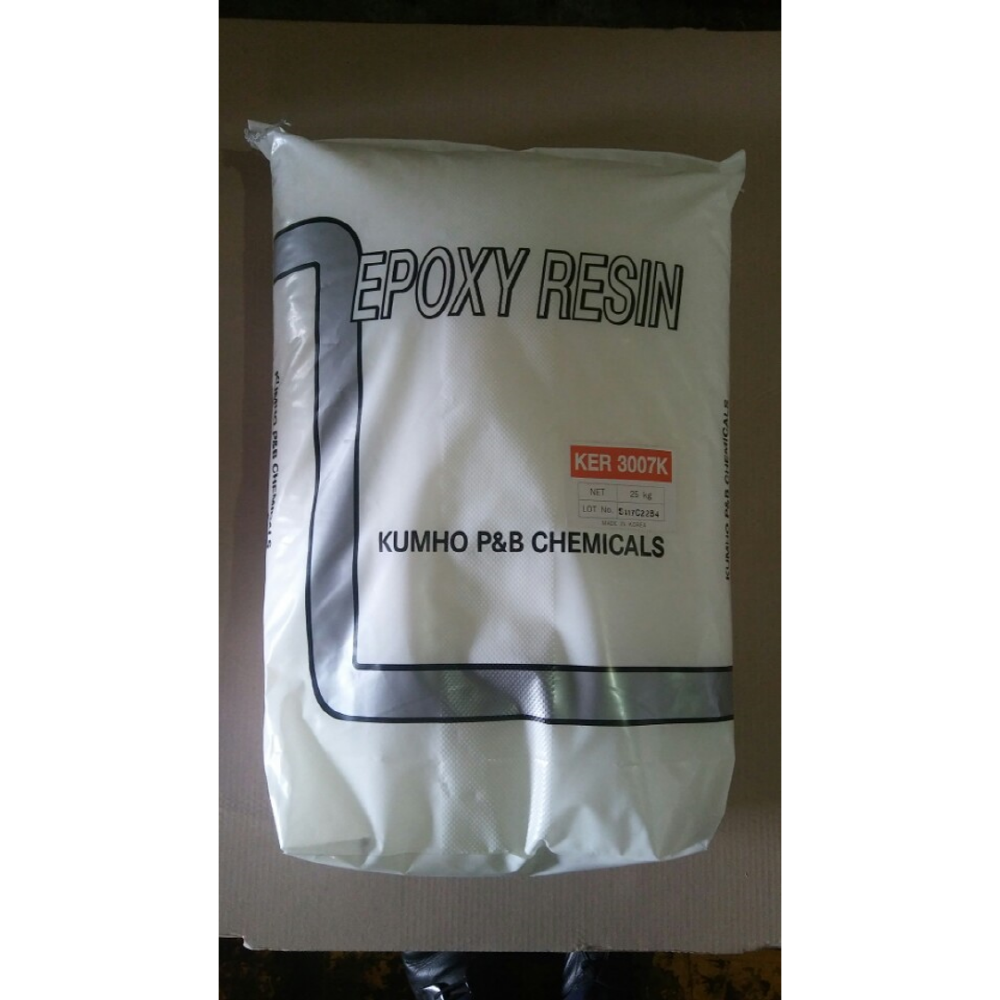 EPOXY RESIN
KER 3007K
NET 25 kg
LOT No.
MADE IN KOREA
KUMHO P&B CHEMICALS
KUMHO P&B CHEMICALS
KUMHO P&B CHEMICALS